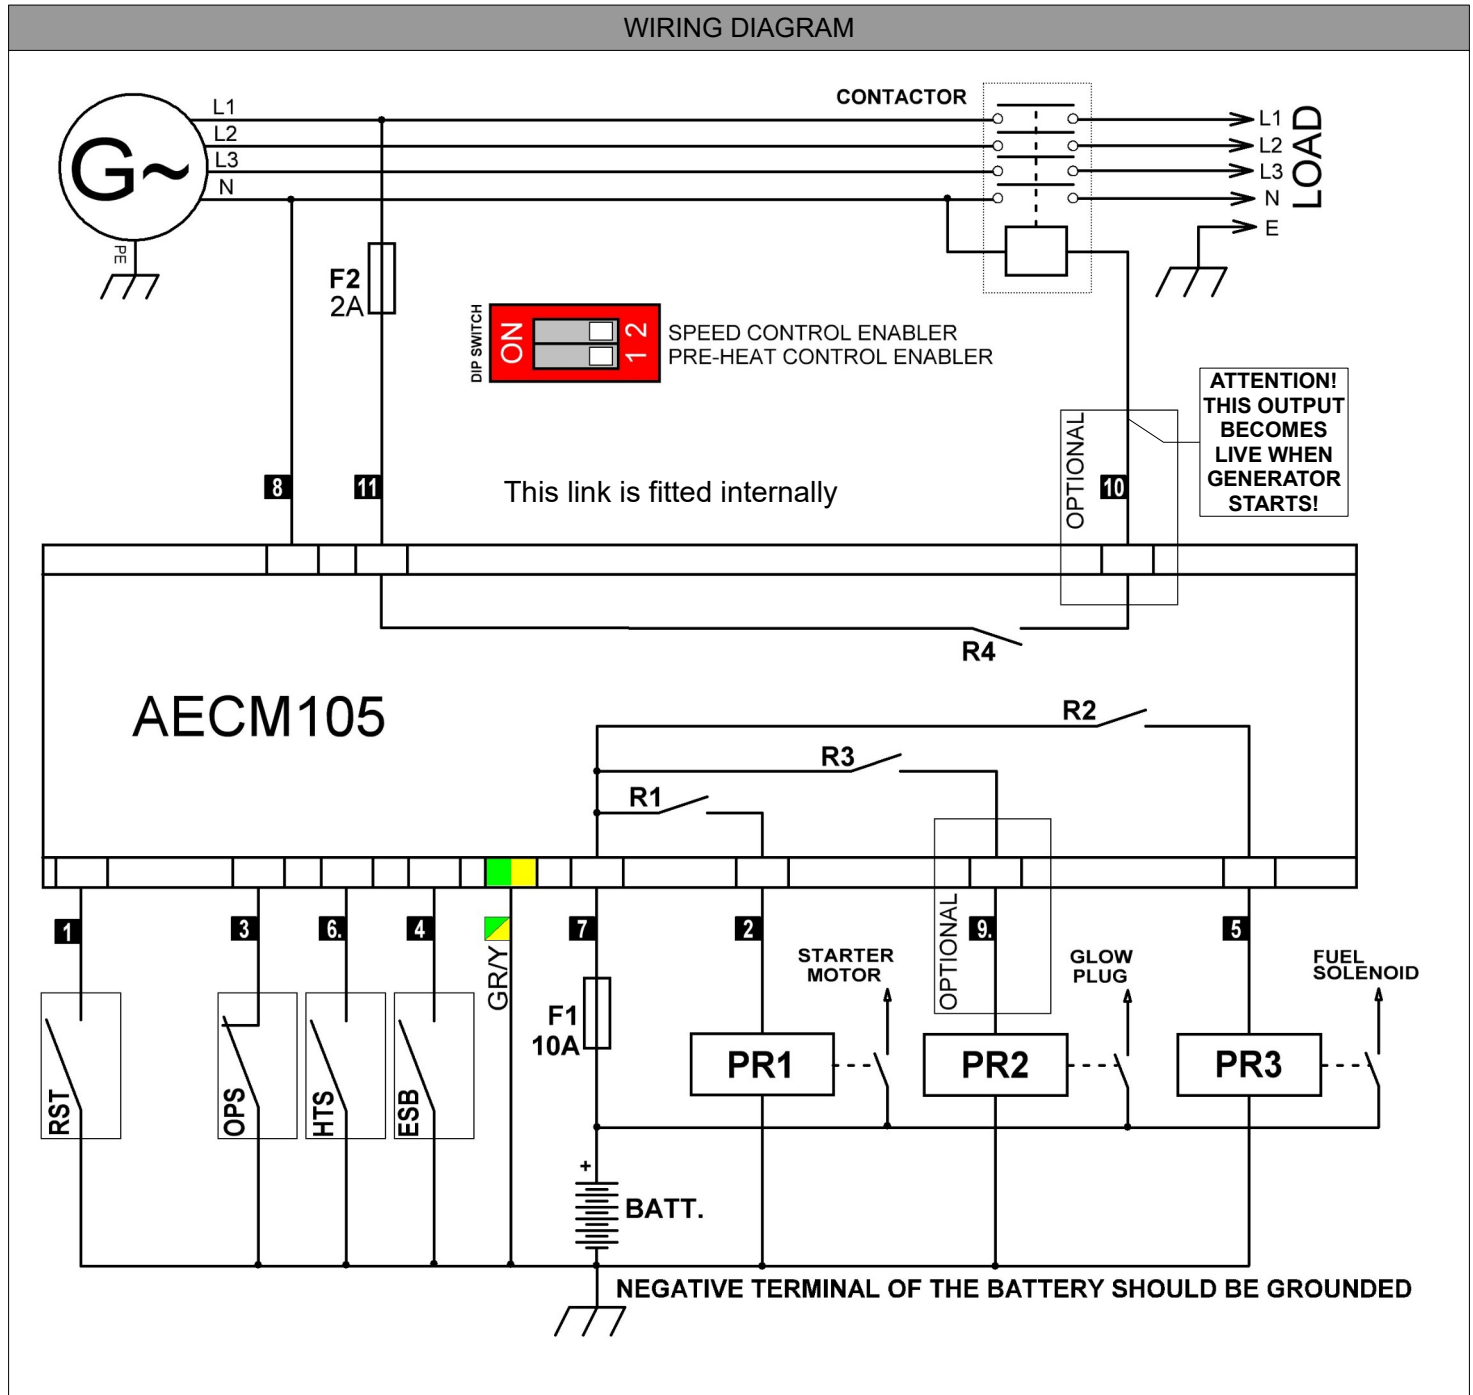 WIRING DIAGRAM
CONTACTOR
L1
L2
L3
N
G~
PE
L1
L2
L3
N
E
LOAD
F2
2A
DIP SWITCH
ON
1 2
SPEED CONTROL ENABLER
PRE-HEAT CONTROL ENABLER
ATTENTION!
THIS OUTPUT
BECOMES
LIVE WHEN
GENERATOR
STARTS!
8
11
This link is fitted internally
OPTIONAL
10
R4
AECM105
R2
R3
R1
1
3
6.
4
GR/Y
7
2
OPTIONAL
9.
5
STARTER
MOTOR
GLOW
PLUG
FUEL
SOLENOID
F1
10A
RST
OPS
HTS
ESB
PR1
PR2
PR3
+
BATT.
NEGATIVE TERMINAL OF THE BATTERY SHOULD BE GROUNDED